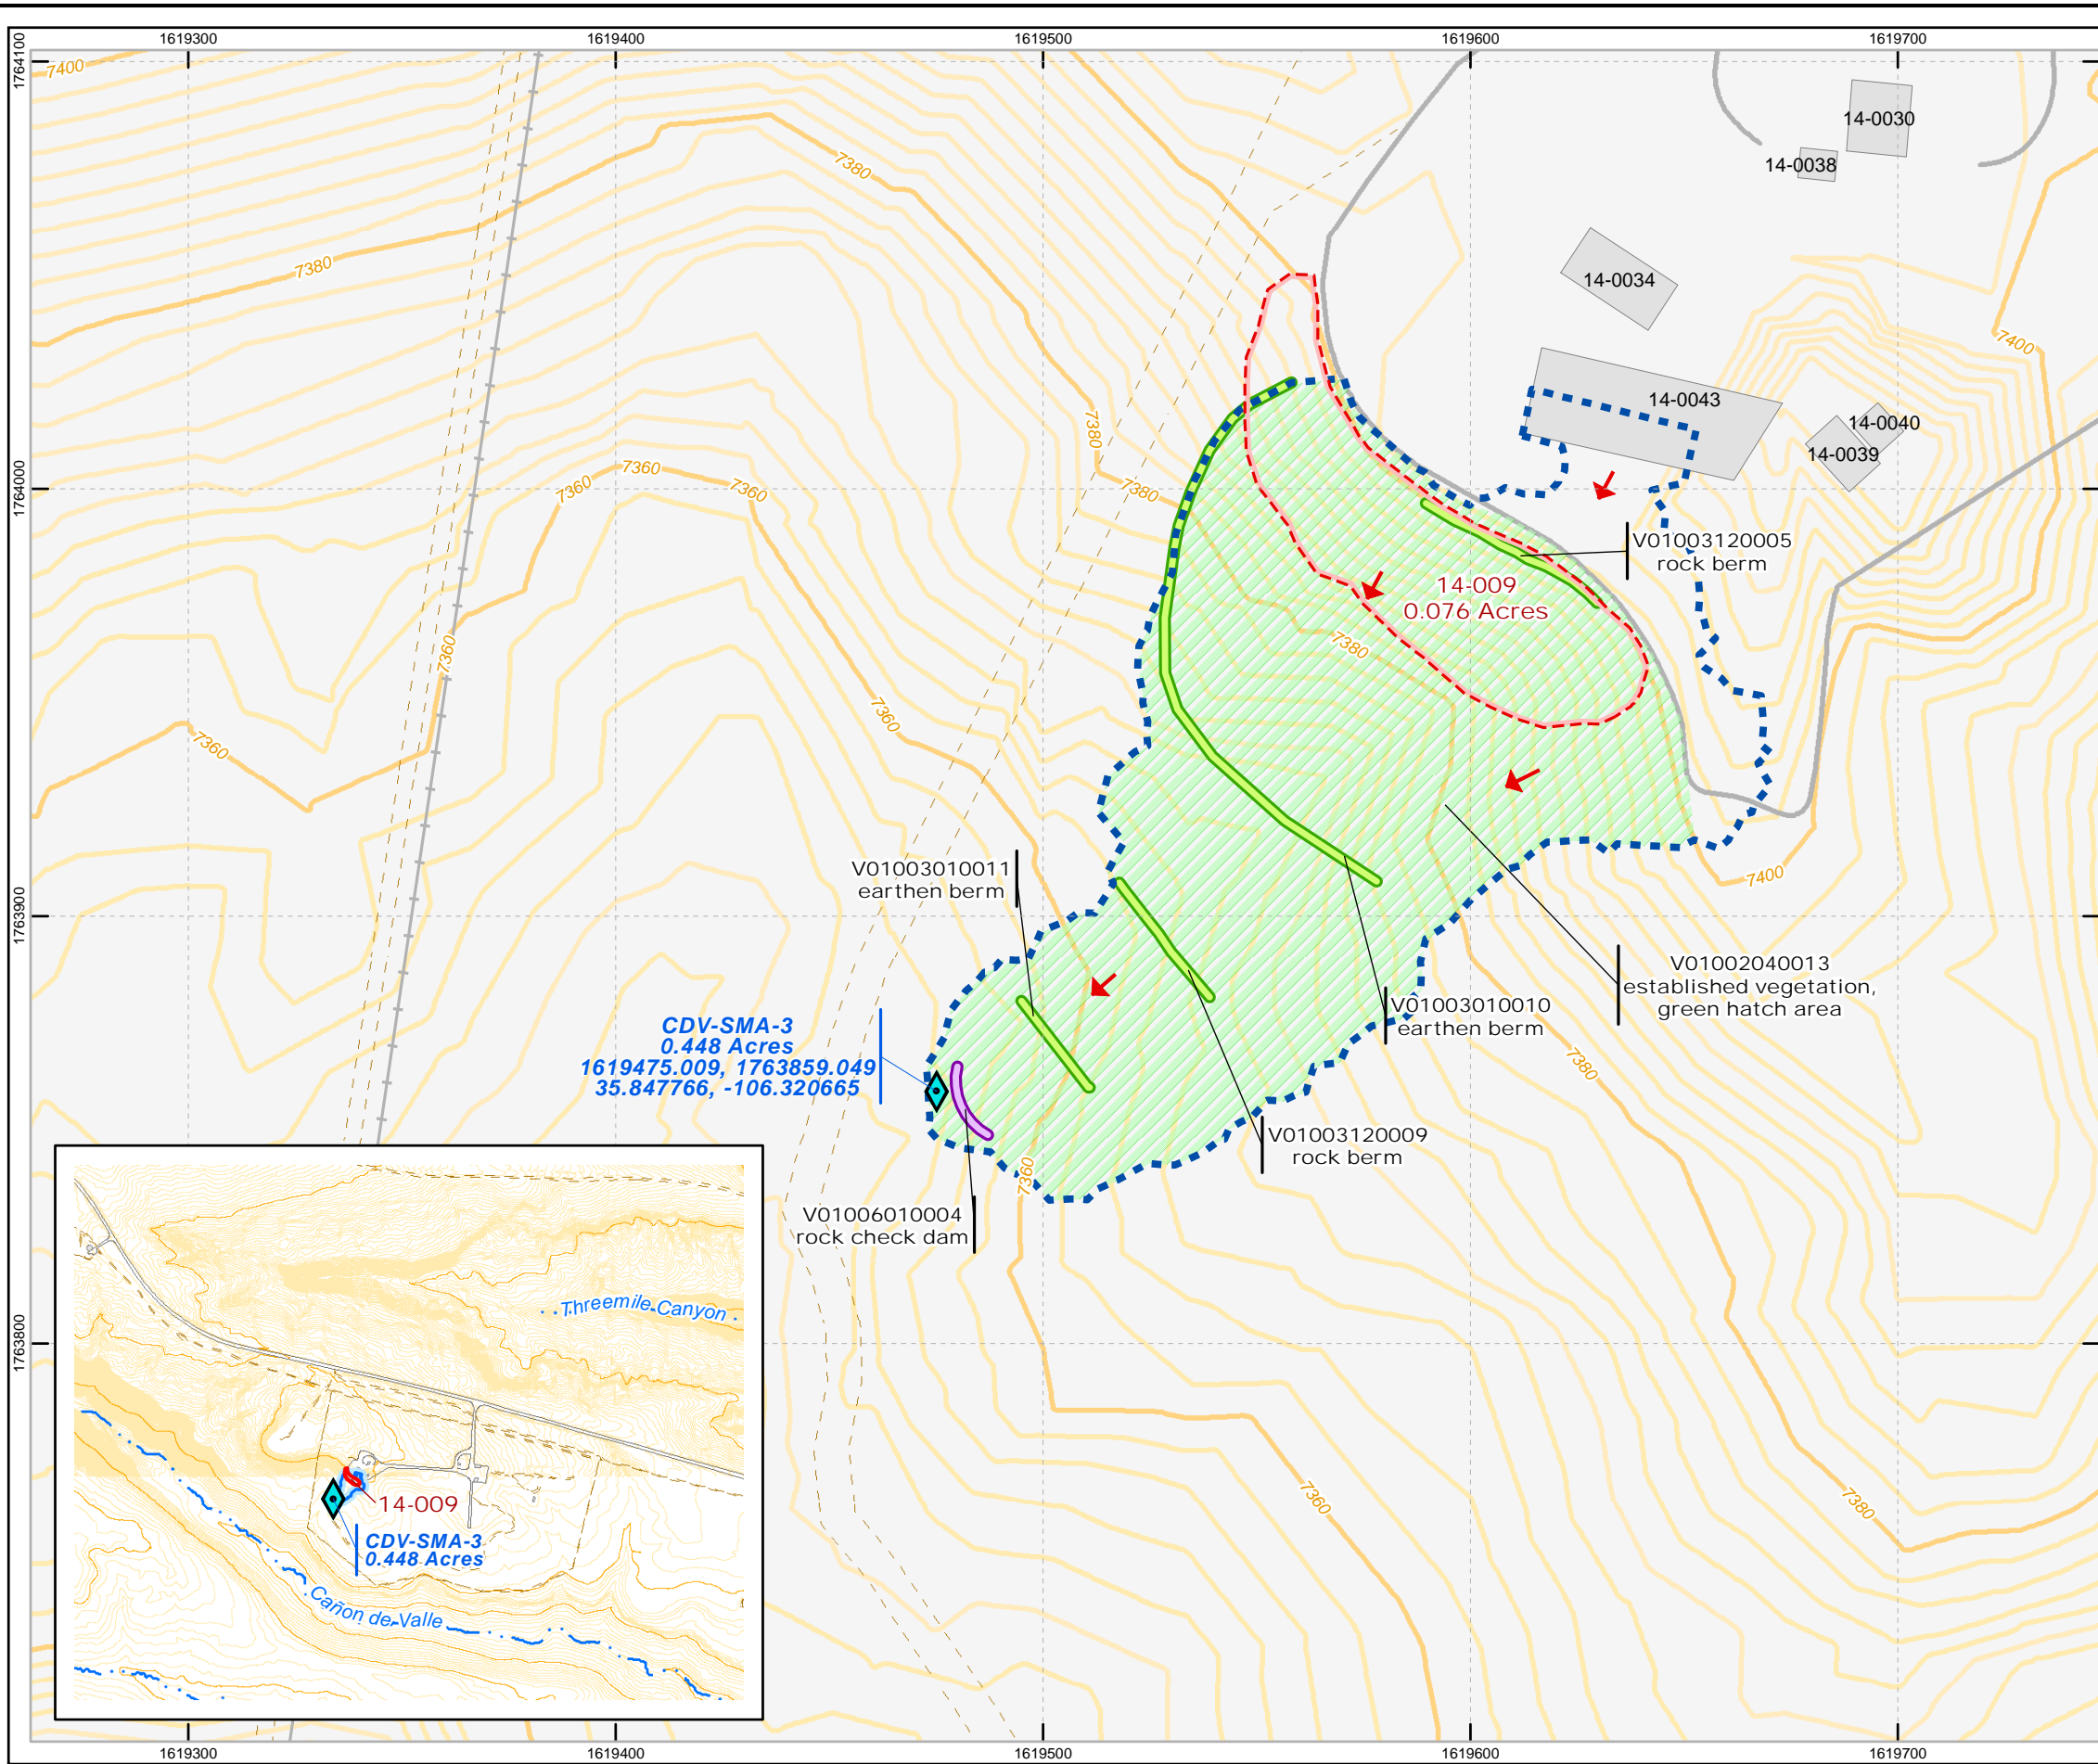 1619300
1619400
1619500
1619600
1619700
1764100
7400
14-0030
14-0038
7380
7380
14-0034
7400
14-0043
14-0040
14-0039
7380
7360
7360
7360
7380
1764000
V01003120005
rock berm
14-009
0.076 Acres
7380
7360
7360
7360
V01003010011
earthen berm
7400
1763900
V01002040013
established vegetation,
green hatch area
V01003010010
earthen berm
CDV-SMA-3
0.448 Acres
1619475.009, 1763859.049
35.847766, -106.320665
7380
V01003120009
rock berm
7360
V01006010004
rock check dam
1763800
Threemile Canyon
14-009
CDV-SMA-3
0.448 Acres
Cañon de Valle
7360
7380
1619300
1619400
1619500
1619600
1619700